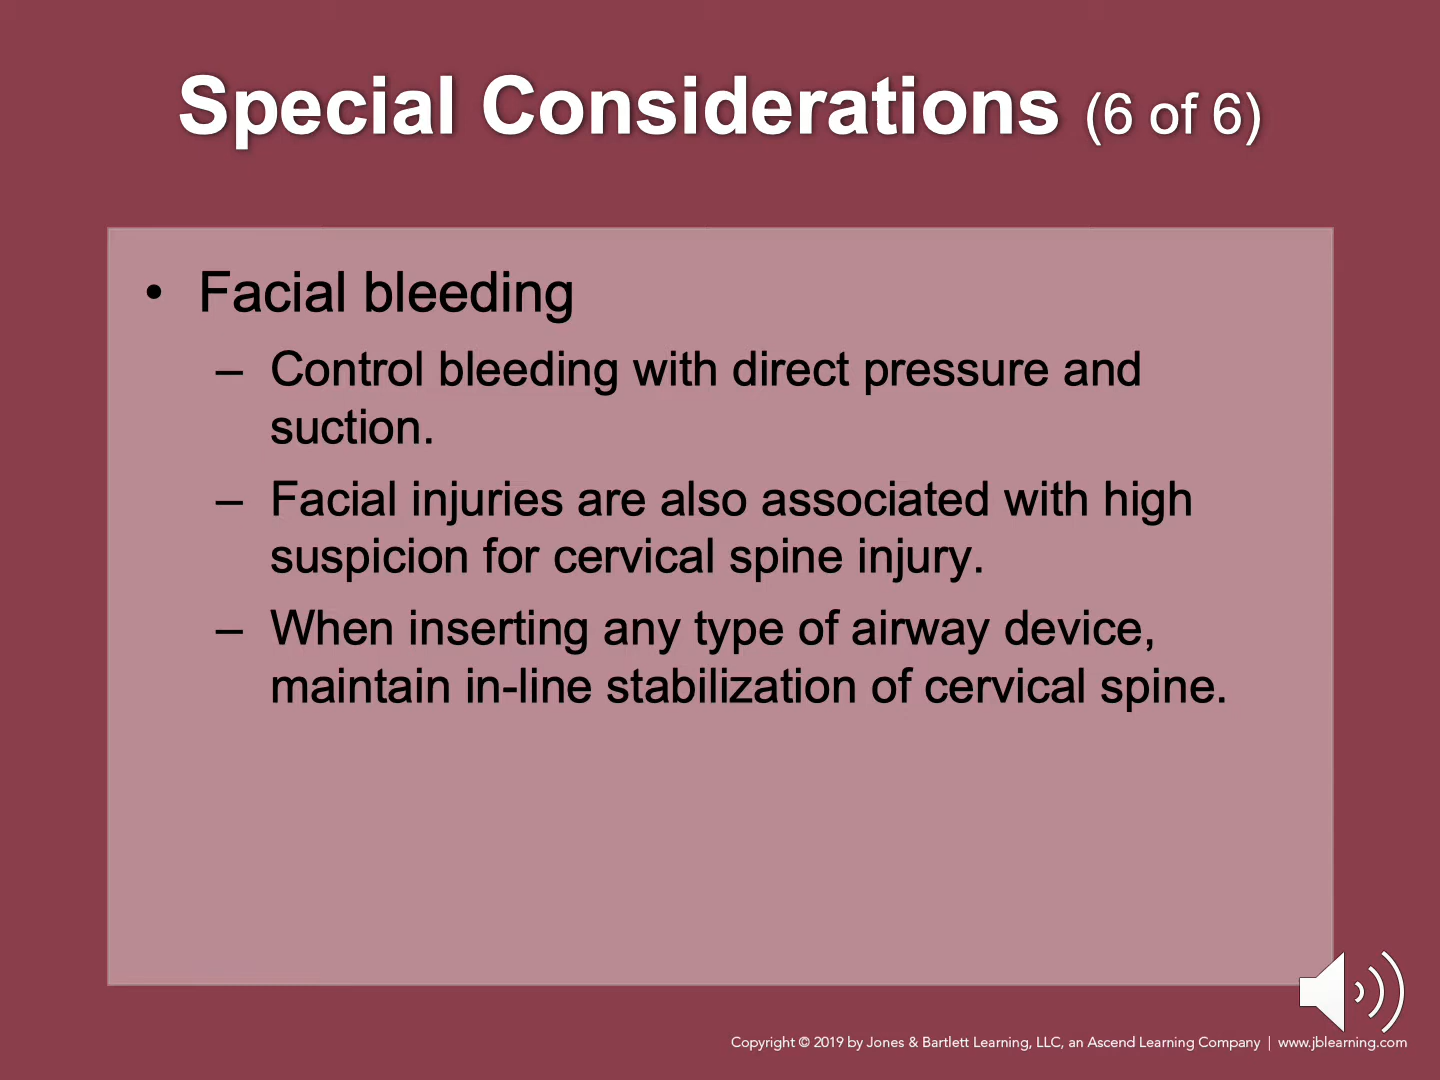 Special Considerations (6 of 6)
• Facial bleeding
– Control bleeding with direct pressure and
suction.
– Facial injuries are also associated with high
suspicion for cervical spine injury.
– When inserting any type of airway device,
maintain in-line stabilization of cervical spine.
Copyright © 2019 by Jones & Bartlett Learning, LLC, an Ascend Learning Company | www.jblearning.com